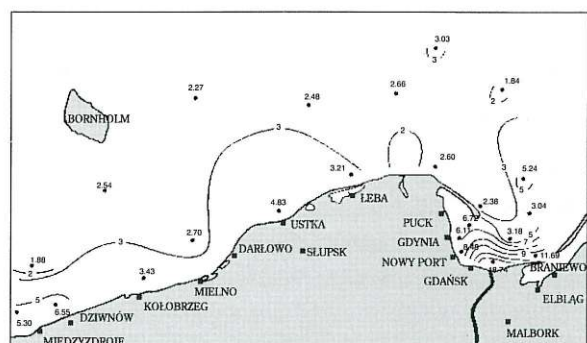 3.03
3
2.27
2.48
2.66
1.84
2
BORNHOLM
3
2
2.60
3
3.21
5.24
5
2.54
ŁEBA
2.36
3.04
4.83
USTKA
PUCK
6.72
6.11
3.18
5
7
2.70
3
DARŁOWO
SŁUPSK
GDYNIA
8.48
9
11.69
1.88
2
3.43
NOWY PORT
18.74
BRANIEWO
MIELNO
GDAŃSK
5
KOŁOBRZEG
ELBLĄG
5.30
6.55
DZIWNÓW
MIĘDZYZDROJE
MALBORK